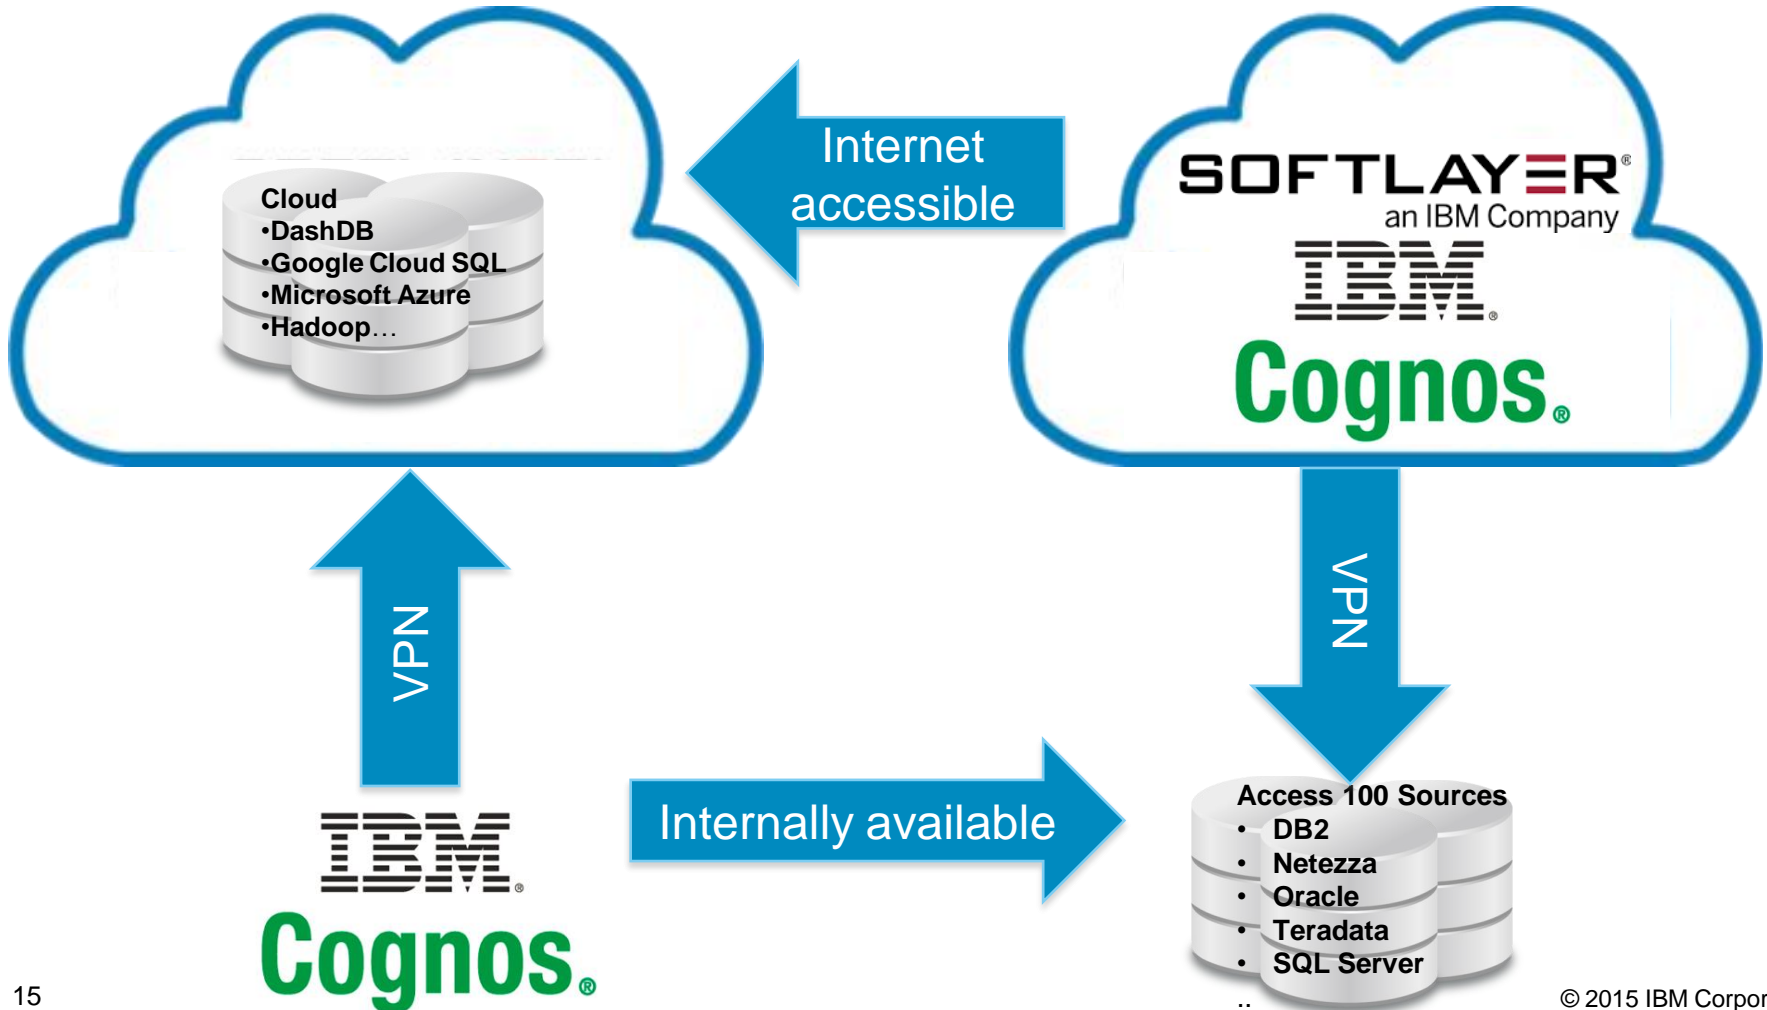 Cloud
•DashDB
•Google Cloud SQL
•Microsoft Azure
•Hadoop…
Internet
accessible
SOFTLAYER®
an IBM Company
IBM®
Cognos®
VPN
VPN
IBM®
Cognos®
Internally available
Access 100 Sources
• DB2
• Netezza
• Oracle
• Teradata
• SQL Server
..
15
© 2015 IBM Corpor